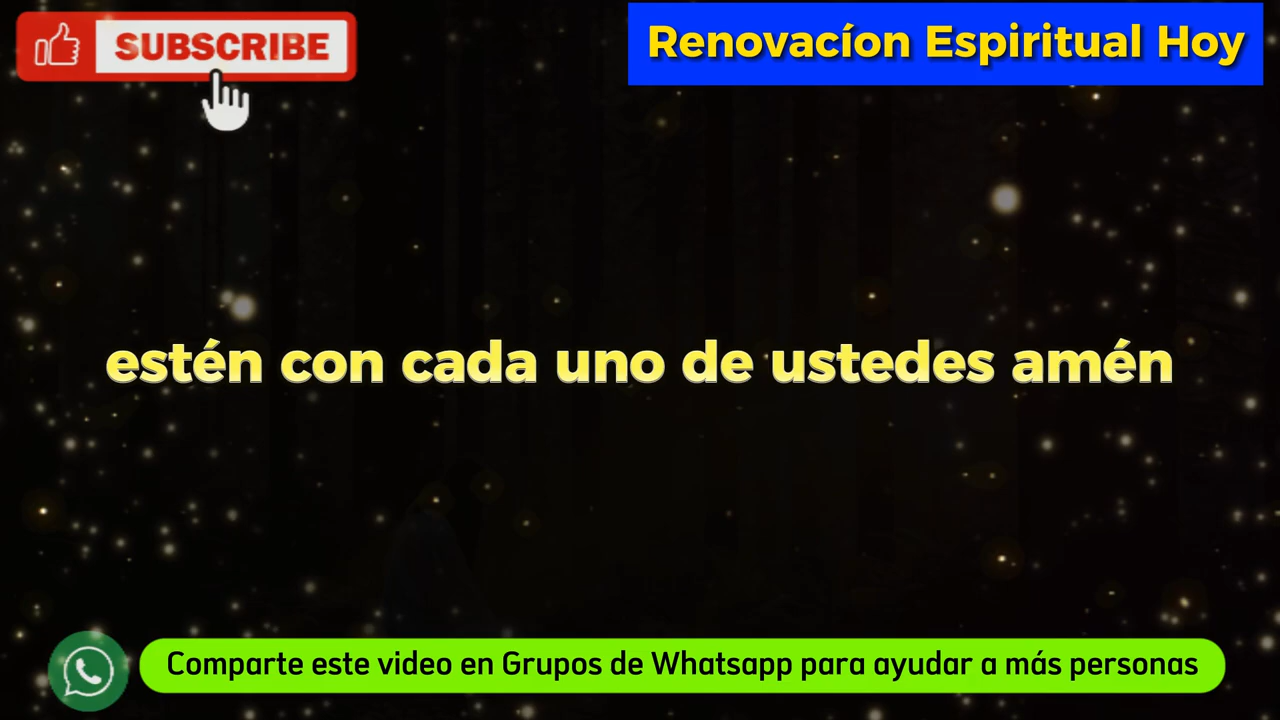 SUBSCRIBE
Renovacíon Espiritual Hoy
estén con cada uno de ustedes amén
Comparte este video en Grupos de Whatsapp para ayudar a más personas